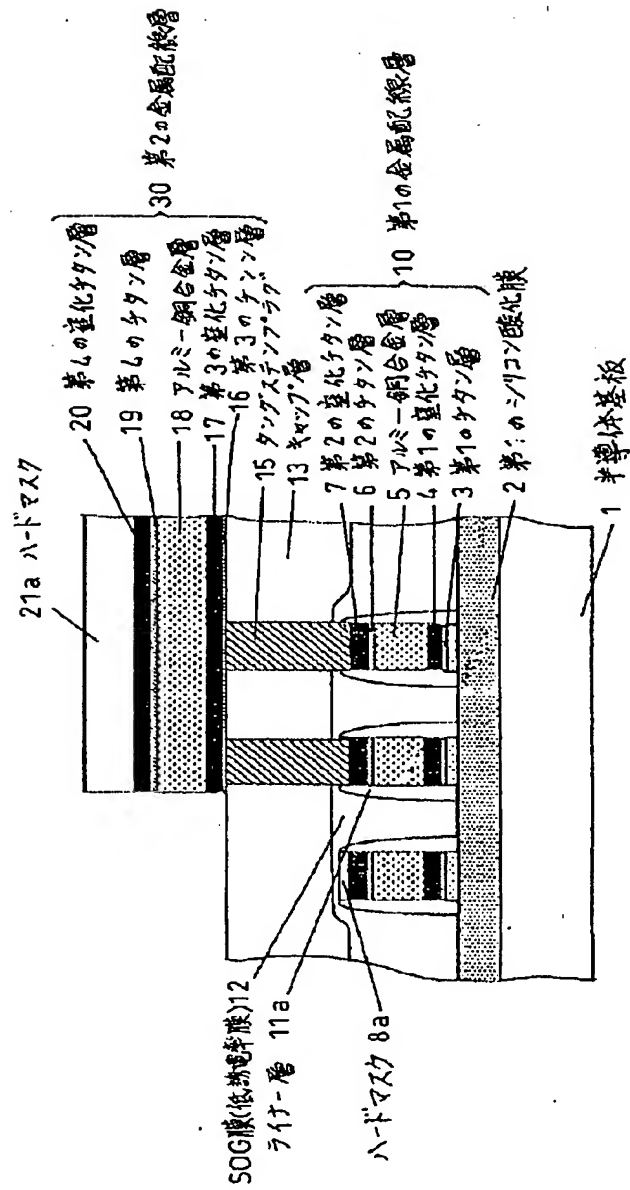 21a ハードマスク
20 第4の窒化チタン層
19 第4のチタン層
18 アルミー銅合金層
17 第3の窒化チタン層
16 第3のチタン層
30 第2の金属配線層
15 タングステンプラグ
13 キャップ層
7 第2の窒化チタン層
6 第2のチタン層
5 アルミー銅合金層
4 第1の窒化チタン層
3 第1のチタン層
10 第1の金属配線層
2 第1のシリコン酸化膜
1 半導体基板
SOG膜(低誘電率膜)12
ライナー層 11a
ハードマスク 8a